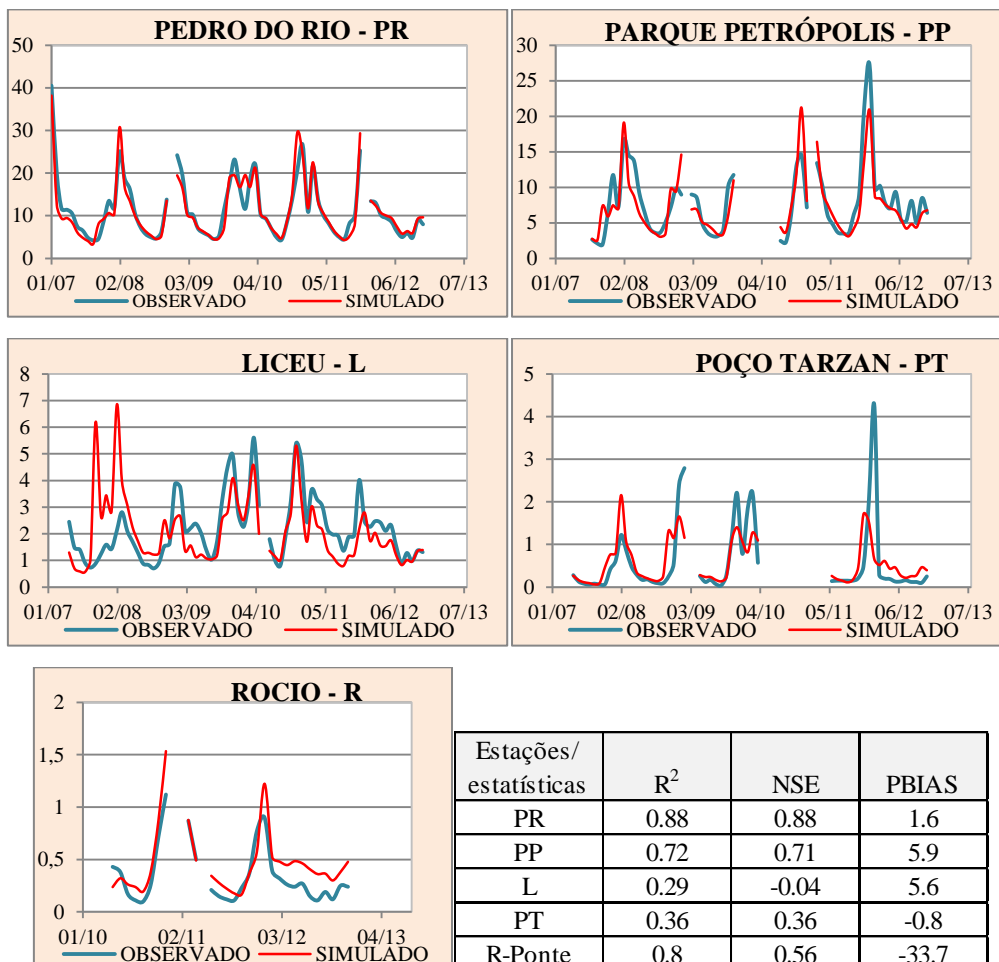 PEDRO DO RIO - PR
50
40
30
20
10
0
01/07 02/08 03/09 04/10 05/11 06/12 07/13
OBSERVADO SIMULADO
PARQUE PETRÓPOLIS - PP
30
25
20
15
10
5
0
01/07 02/08 03/09 04/10 05/11 06/12 07/13
OBSERVADO SIMULADO
LICEU - L
8
7
6
5
4
3
2
1
0
01/07 02/08 03/09 04/10 05/11 06/12 07/13
OBSERVADO SIMULADO
POÇO TARZAN - PT
5
4
3
2
1
0
01/07 02/08 03/09 04/10 05/11 06/12 07/13
OBSERVADO SIMULADO
ROCIO - R
2
1,5
1
0,5
0
01/10 02/11 03/12 04/13
OBSERVADO SIMULADO
Estações/
estatísticas R² NSE PBIAS
PR 0.88 0.88 1.6
PP 0.72 0.71 5.9
L 0.29 -0.04 5.6
PT 0.36 0.36 -0.8
R-Ponte 0.8 0.56 -33.7